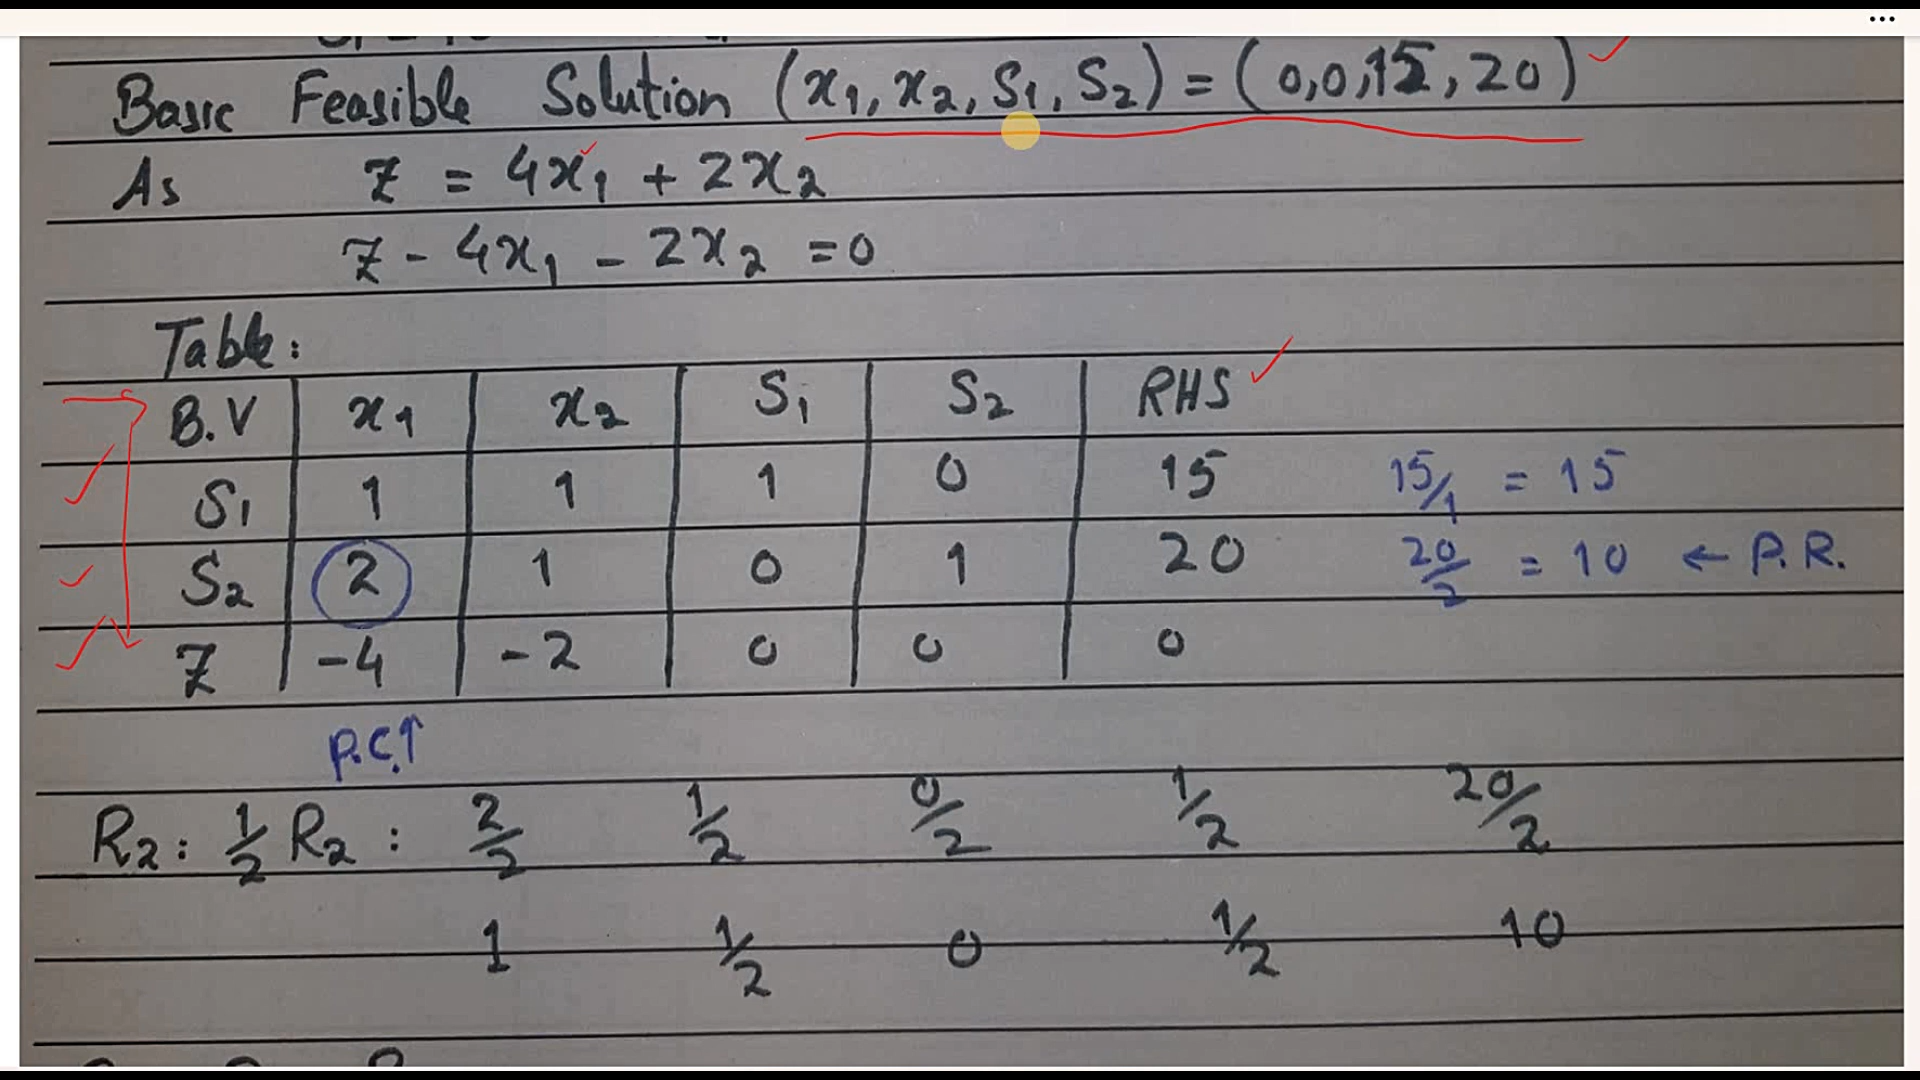 Basic Feasible Solution (x1, x2, S1, S2) = (0,0,15,20)
As Z = 4x1 + 2x2
Z - 4x1 - 2x2 = 0
Table:
B.V x1 x2 S1 S2 RHS
S1 1 1 1 0 15 15/1 = 15
S2 2 1 0 1 20 20/2 = 10 ← P.R.
Z -4 -2 0 0 0
P.C.↑
R2: 1/2 R2: 2/2 1/2 0/2 1/2 20/2
1 1/2 0 1/2 10